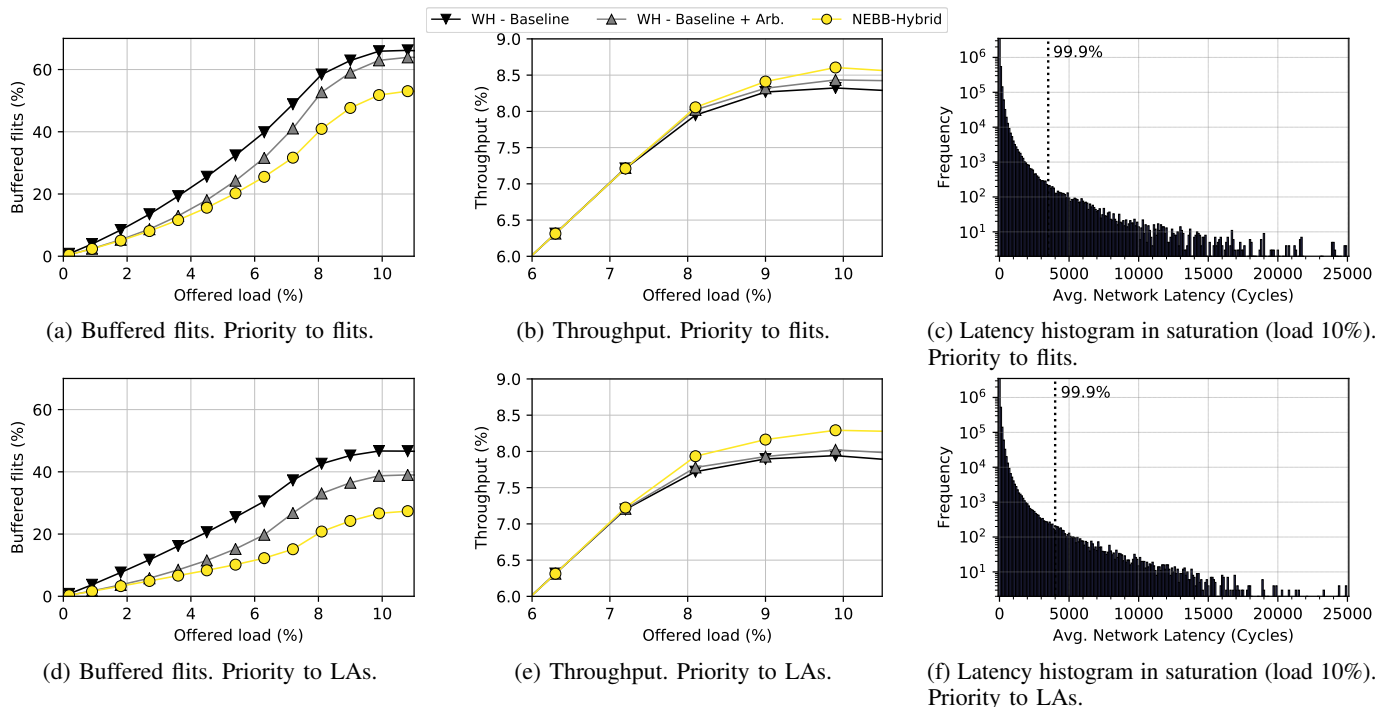 WH - Baseline WH - Baseline + Arb. NEBB-Hybrid
Buffered flits (%)
60
40
20
0
0 2 4 6 8 10
Offered load (%)
(a) Buffered flits. Priority to flits.
Throughput (%)
9.0
8.5
8.0
7.5
7.0
6.5
6.0
6 7 8 9 10
Offered load (%)
(b) Throughput. Priority to flits.
Frequency
10^6
10^5
10^4
10^3
10^2
10^1
99.9%
0 5000 10000 15000 20000 25000
Avg. Network Latency (Cycles)
(c) Latency histogram in saturation (load 10%).
Priority to flits.
Buffered flits (%)
60
40
20
0
0 2 4 6 8 10
Offered load (%)
(d) Buffered flits. Priority to LAs.
Throughput (%)
9.0
8.5
8.0
7.5
7.0
6.5
6.0
6 7 8 9 10
Offered load (%)
(e) Throughput. Priority to LAs.
Frequency
10^6
10^5
10^4
10^3
10^2
10^1
99.9%
0 5000 10000 15000 20000 25000
Avg. Network Latency (Cycles)
(f) Latency histogram in saturation (load 10%).
Priority to LAs.